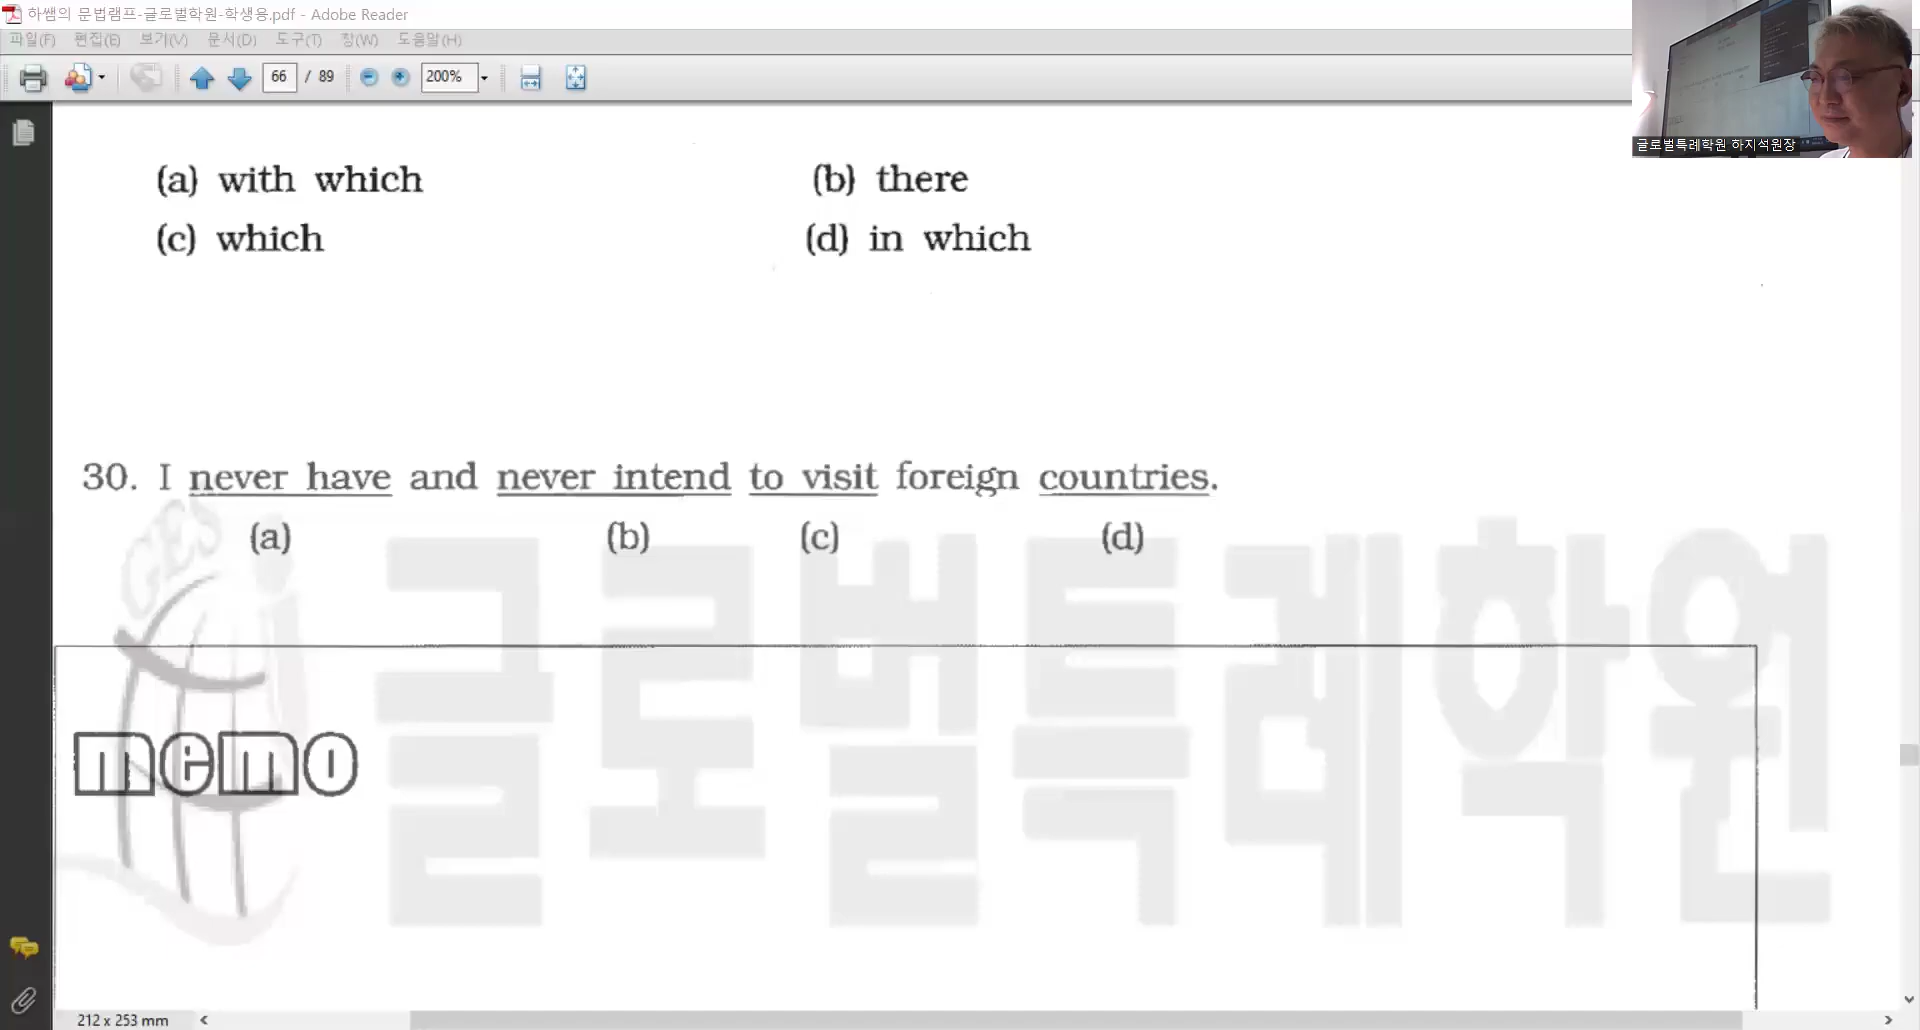 하쌤의 문법램프-글로벌학원-학생용.pdf - Adobe Reader
파일(F) 편집(E) 보기(V) 문서(D) 도구(T) 창(W) 도움말(H)
66 / 89 200%
글로벌특례학원 하지석원장
(a) with which (b) there
(c) which (d) in which
30. I never have and never intend to visit foreign countries.
(a) (b) (c) (d)
GES
글로벌특례학원
memo
212 x 253 mm